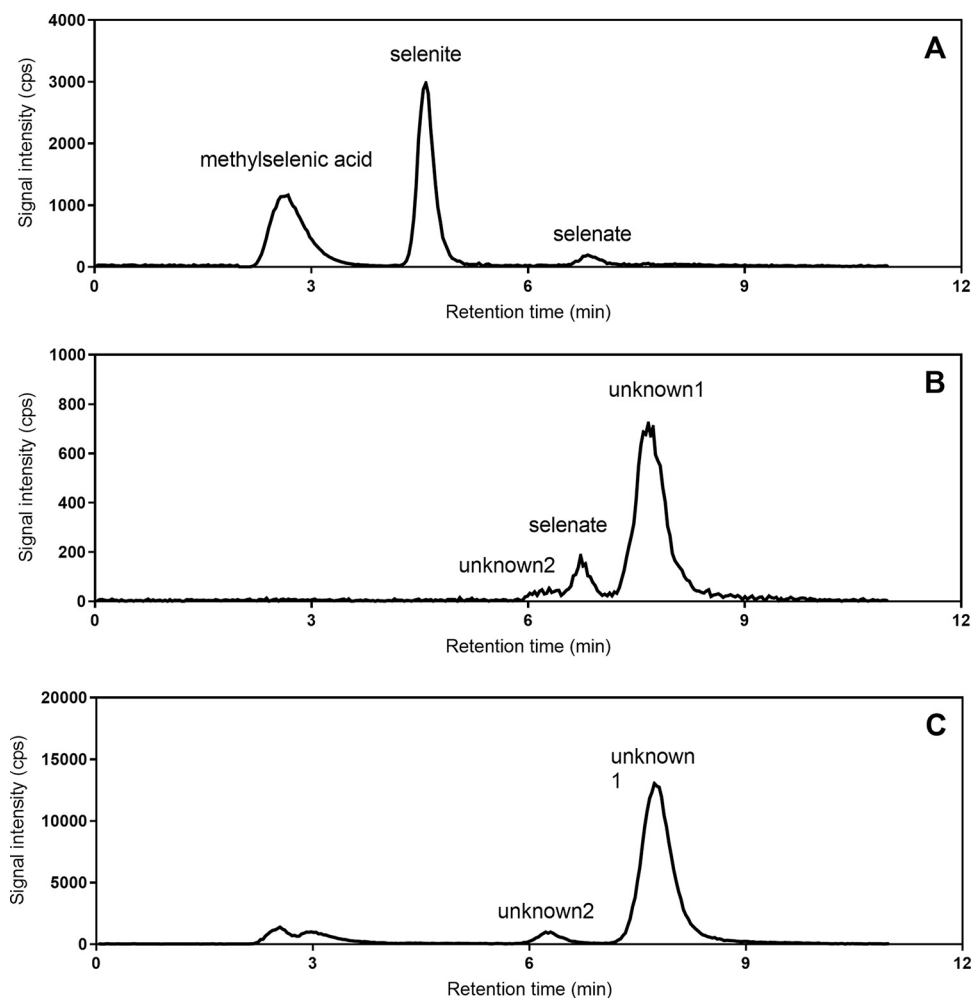 A
4000
3000
2000
1000
0
Signal intensity (cps)
selenite
methylselenic acid
selenate
0 3 6 9 12
Retention time (min)
B
1000
800
600
400
200
0
Signal intensity (cps)
unknown1
selenate
unknown2
0 3 6 9 12
Retention time (min)
C
20000
15000
10000
5000
0
Signal intensity (cps)
unknown
1
unknown2
0 3 6 9 12
Retention time (min)